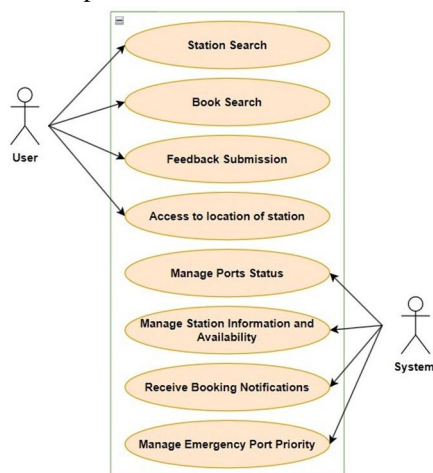 Station Search
Book Search
User
Feedback Submission
Access to location of station
Manage Ports Status
Manage Station Information and
Availability
System
Receive Booking Notifications
Manage Emergency Port Priority